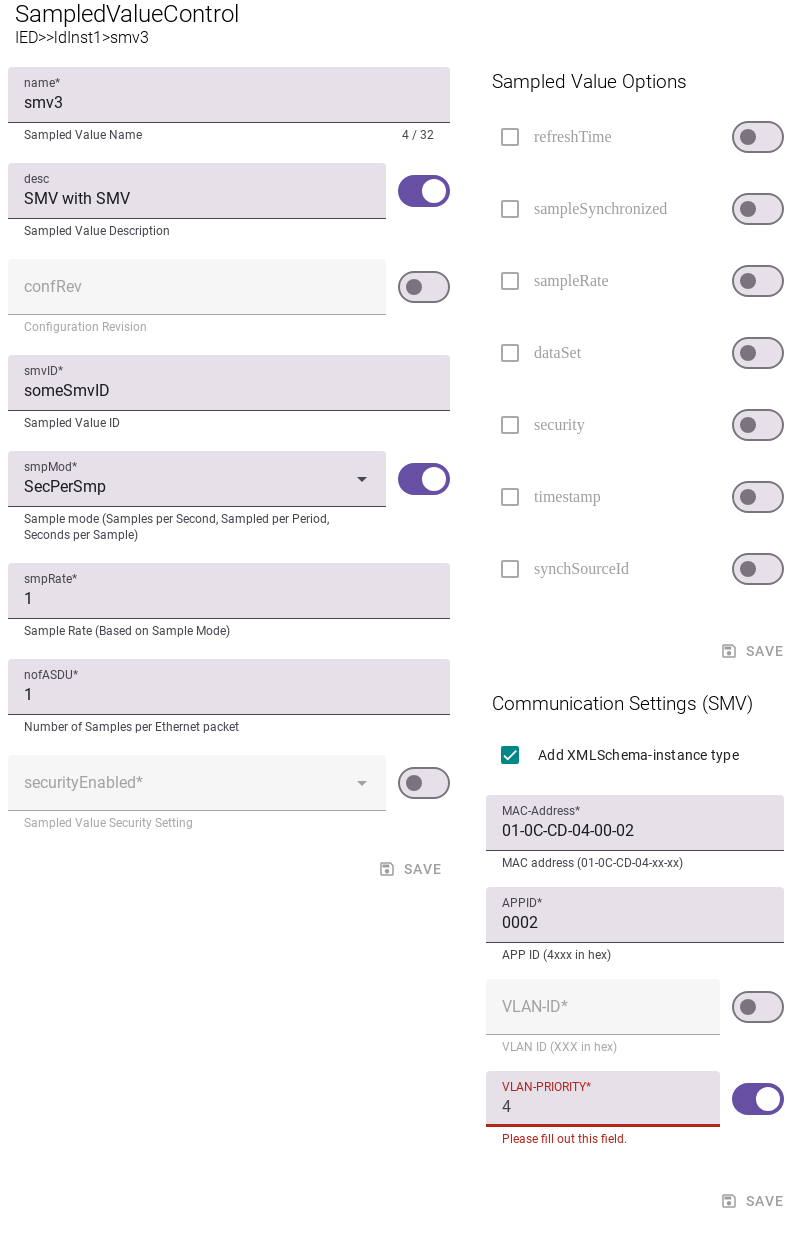 SampledValueControl
IED>>ldInst1>smv3
name*
smv3
Sampled Value Name
4 / 32
desc
SMV with SMV
Sampled Value Description
confRev
Configuration Revision
smvID*
someSmvID
Sampled Value ID
smpMod*
SecPerSmp
Sample mode (Samples per Second, Sampled per Period,
Seconds per Sample)
smpRate*
1
Sample Rate (Based on Sample Mode)
nofASDU*
1
Number of Samples per Ethernet packet
securityEnabled*
Sampled Value Security Setting
SAVE
Sampled Value Options
refreshTime
sampleSynchronized
sampleRate
dataSet
security
timestamp
synchSourceId
SAVE
Communication Settings (SMV)
Add XMLSchema-instance type
MAC-Address*
01-0C-CD-04-00-02
MAC address (01-0C-CD-04-xx-xx)
APPID*
0002
APP ID (4xxx in hex)
VLAN-ID*
VLAN ID (XXX in hex)
VLAN-PRIORITY*
4
Please fill out this field.
SAVE